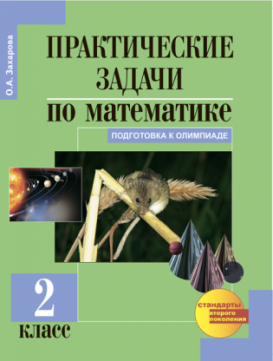 О.А. Захарова
ПРАКТИЧЕСКИЕ
ЗАДАЧИ
ПО МАТЕМАТИКЕ
ПОДГОТОВКА К ОЛИМПИАДЕ
2
класс
стандарты
второго
поколения